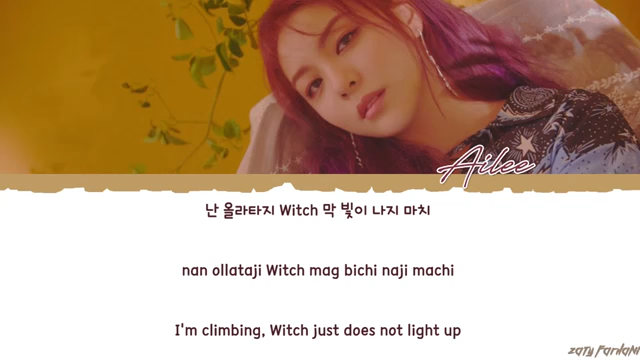 Ailee
난 올라타지 Witch 막 빛이 나지 마치
nan ollataji Witch mag bichi naji machi
I'm climbing, Witch just does not light up
zaty Farhani